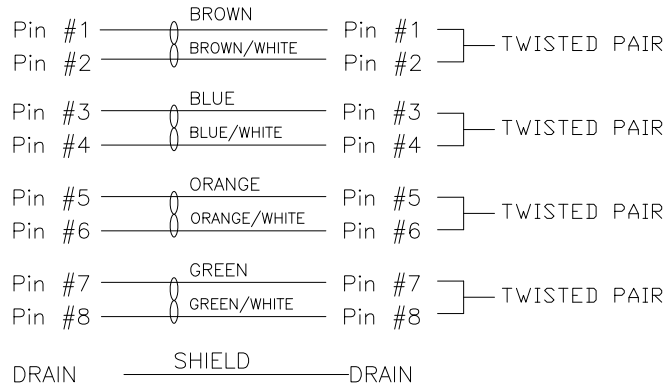 BROWN
Pin #1 Pin #1
BROWN/WHITE TWISTED PAIR
Pin #2 Pin #2
BLUE
Pin #3 Pin #3
BLUE/WHITE TWISTED PAIR
Pin #4 Pin #4
ORANGE
Pin #5 Pin #5
ORANGE/WHITE TWISTED PAIR
Pin #6 Pin #6
GREEN
Pin #7 Pin #7
GREEN/WHITE TWISTED PAIR
Pin #8 Pin #8
SHIELD
DRAIN DRAIN